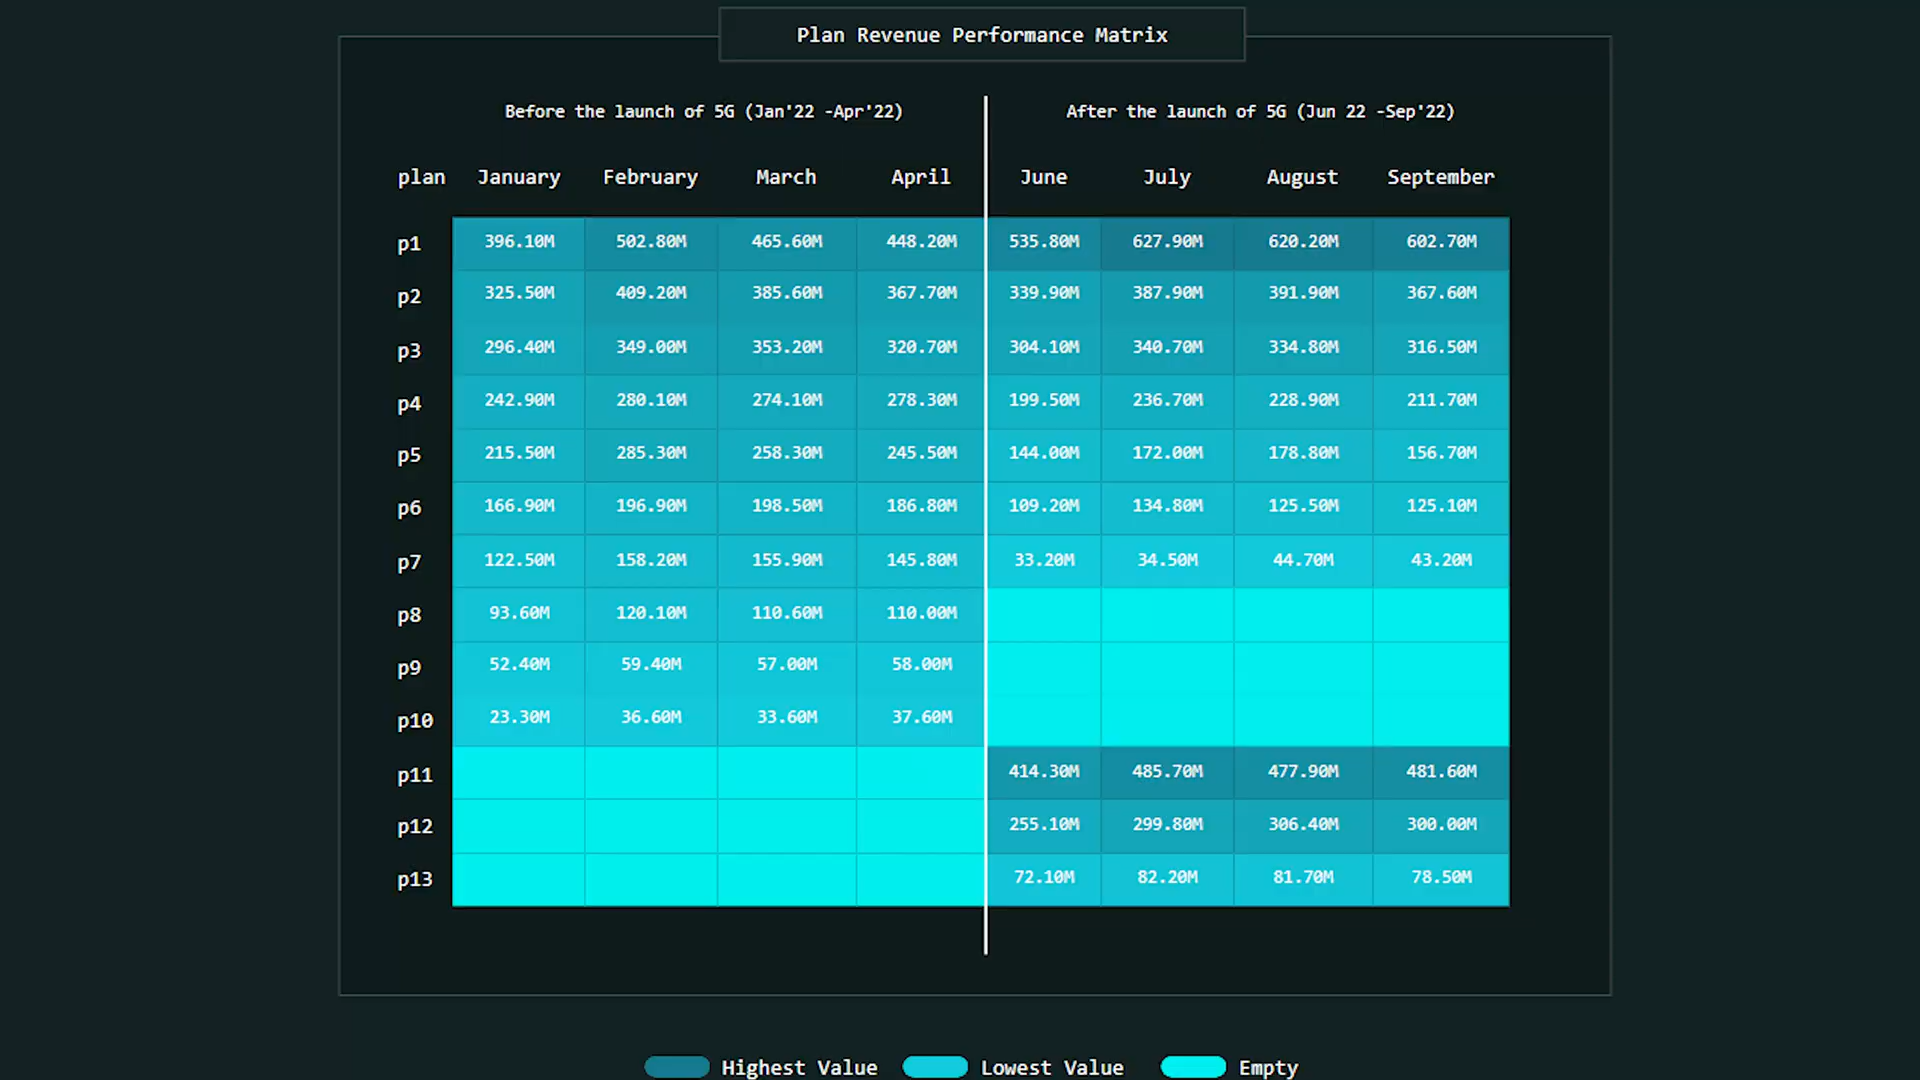 Plan Revenue Performance Matrix
Before the launch of 5G (Jan'22 -Apr'22) After the launch of 5G (Jun 22 -Sep'22)
plan January February March April June July August September
p1 396.10M 502.80M 465.60M 448.20M 535.80M 627.90M 620.20M 602.70M
p2 325.50M 409.20M 385.60M 367.70M 339.90M 387.90M 391.90M 367.60M
p3 296.40M 349.00M 353.20M 320.70M 304.10M 340.70M 334.80M 316.50M
p4 242.90M 280.10M 274.10M 278.30M 199.50M 236.70M 228.90M 211.70M
p5 215.50M 285.30M 258.30M 245.50M 144.00M 172.00M 178.80M 156.70M
p6 166.90M 196.90M 198.50M 186.80M 109.20M 134.80M 125.50M 125.10M
p7 122.50M 158.20M 155.90M 145.80M 33.20M 34.50M 44.70M 43.20M
p8 93.60M 120.10M 110.60M 110.00M
p9 52.40M 59.40M 57.00M 58.00M
p10 23.30M 36.60M 33.60M 37.60M
p11 414.30M 485.70M 477.90M 481.60M
p12 255.10M 299.80M 306.40M 300.00M
p13 72.10M 82.20M 81.70M 78.50M
Highest Value Lowest Value Empty